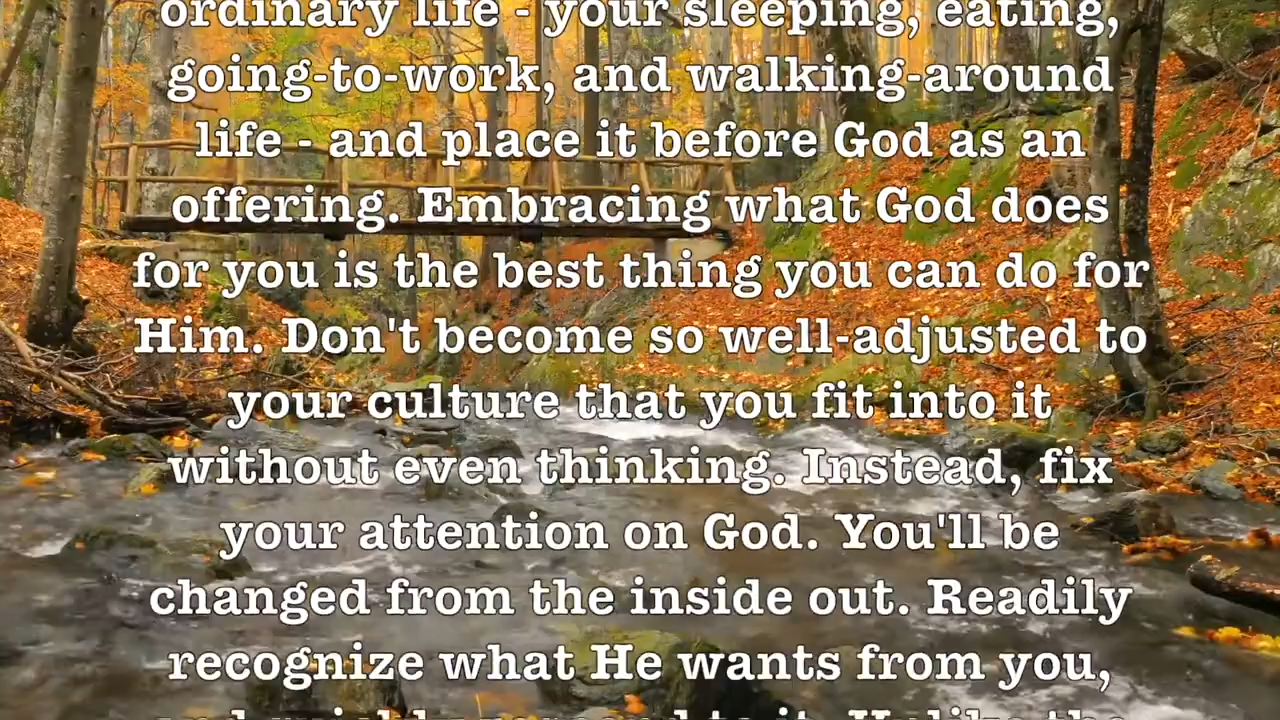 ordinary life - your sleeping, eating,
going-to-work, and walking-around
life - and place it before God as an
offering. Embracing what God does
for you is the best thing you can do for
Him. Don't become so well-adjusted to
your culture that you fit into it
without even thinking. Instead, fix
your attention on God. You'll be
changed from the inside out. Readily
recognize what He wants from you,